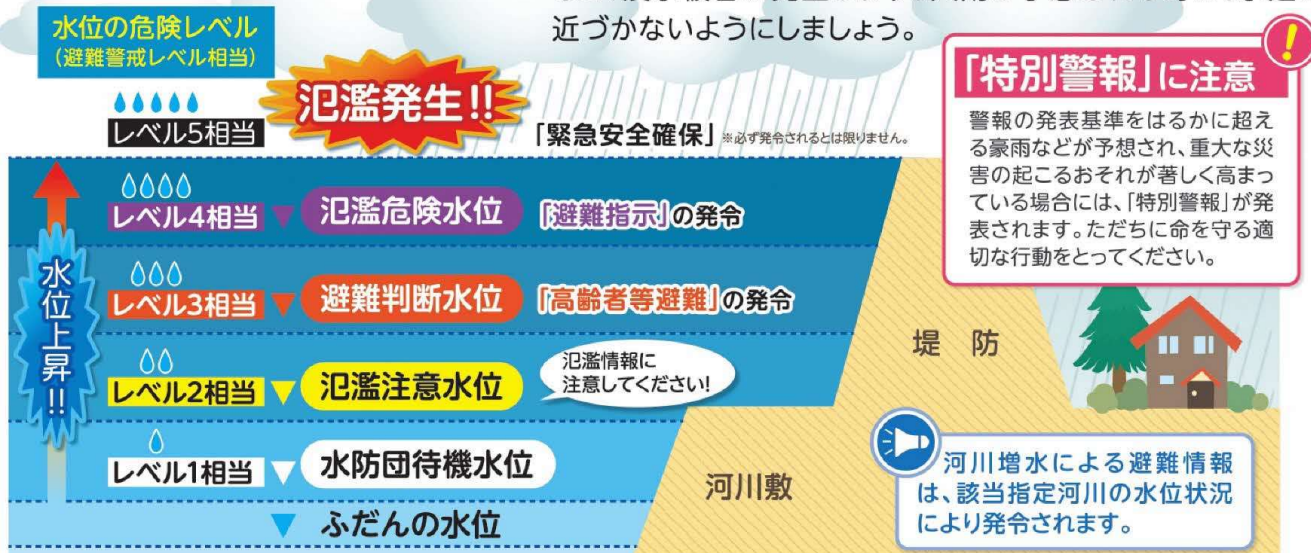 近づかないようにしましょう。
水位の危険レベル
(避難警戒レベル相当)
レベル5相当
氾濫発生!!
「緊急安全確保」※必ず発令されるとは限りません。
「特別警報」に注意
警報の発表基準をはるかに超え
る豪雨などが予想され、重大な災
害の起こるおそれが著しく高まっ
ている場合には、「特別警報」が発
表されます。ただちに命を守る適
切な行動をとってください。
水位上昇!!
レベル4相当 ▼ 氾濫危険水位 「避難指示」の発令
レベル3相当 ▼ 避難判断水位 「高齢者等避難」の発令
レベル2相当 ▼ 氾濫注意水位
氾濫情報に
注意してください!
レベル1相当 ▼ 水防団待機水位
▼ ふだんの水位
堤 防
河川敷
河川増水による避難情報
は、該当指定河川の水位状況
により発令されます。